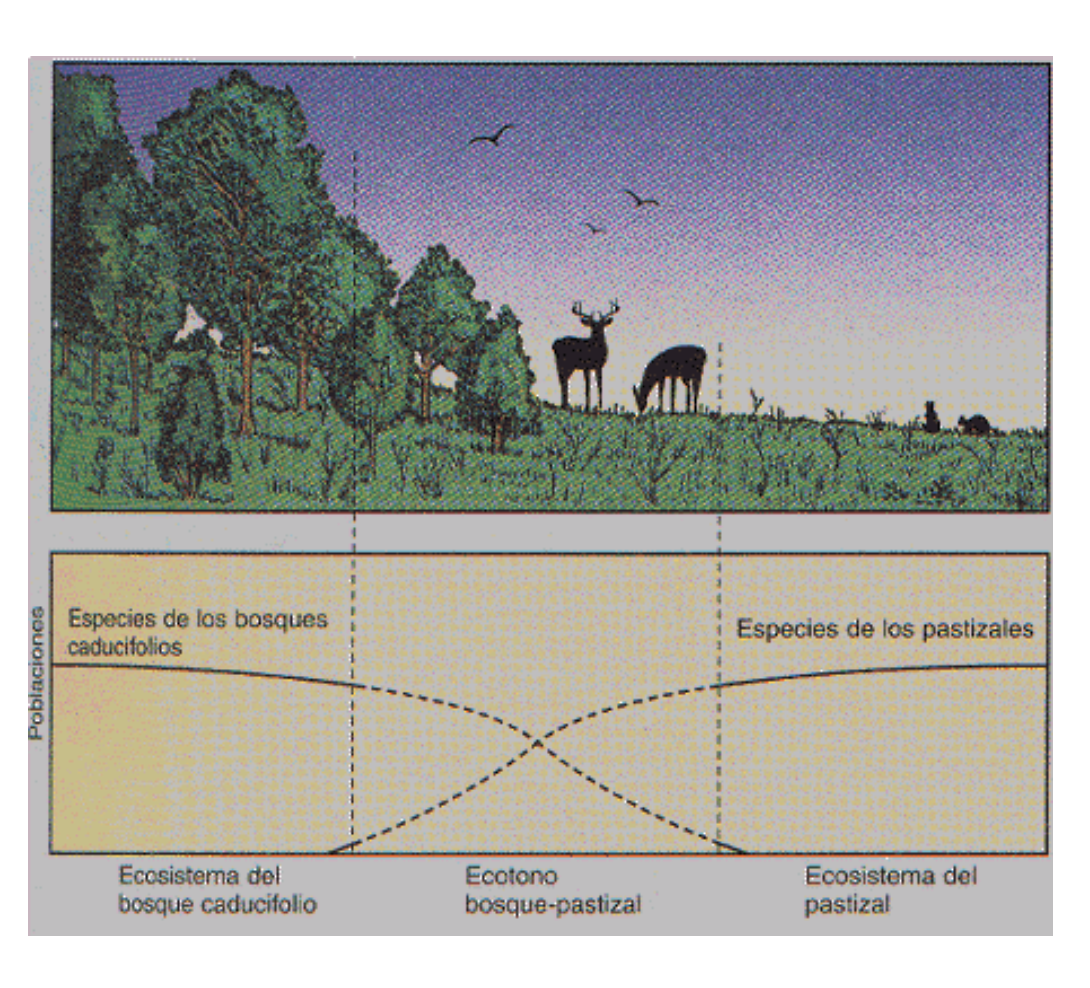 Especies de los bosques
caducifolios
Especies de los pastizales
Poblaciones
Ecosistema del
bosque caducifolio
Ecotono
bosque-pastizal
Ecosistema del
pastizal